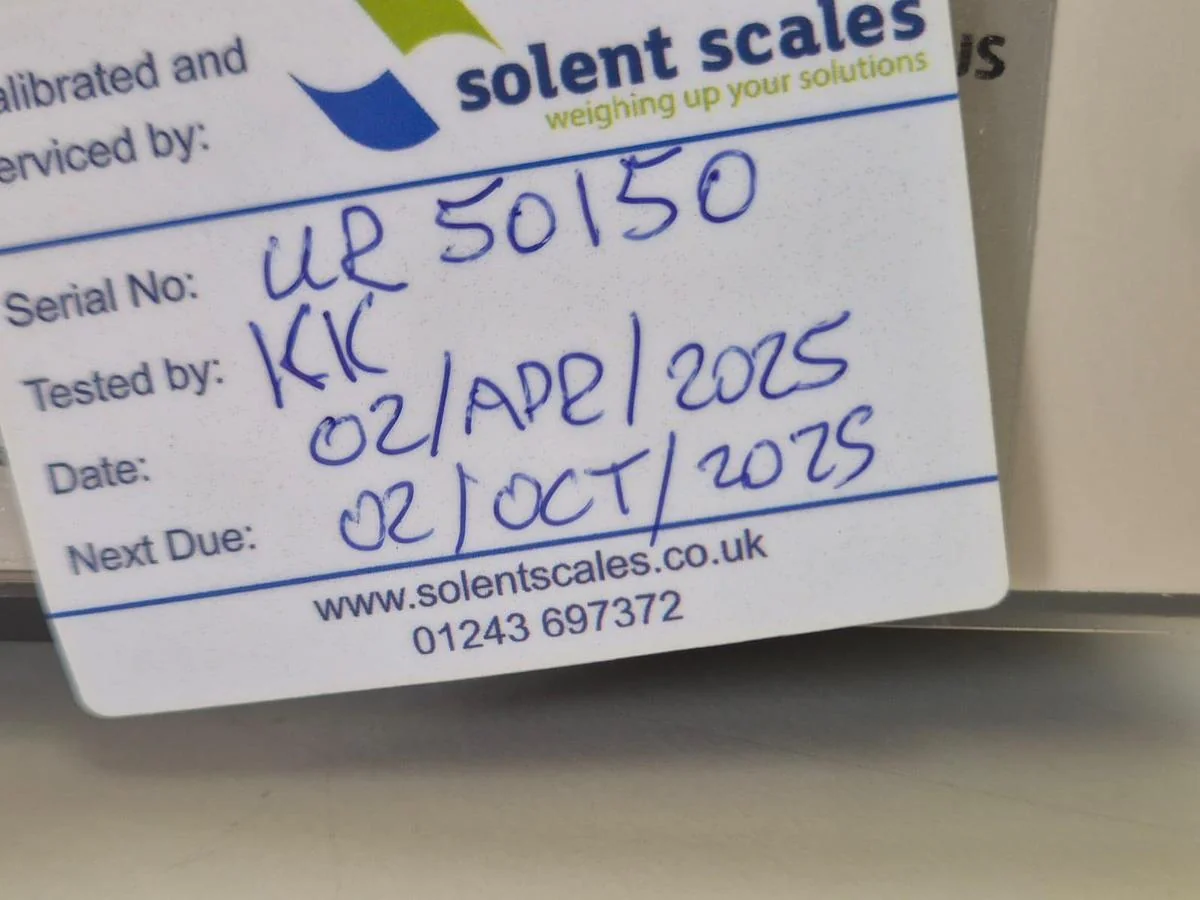 alibrated and
erviced by:
solent scales
weighing up your solutions
US
Serial No: UR 50150
Tested by: KK
Date: 02/APR/2025
Next Due: 02/OCT/2025
www.solentscales.co.uk
01243 697372